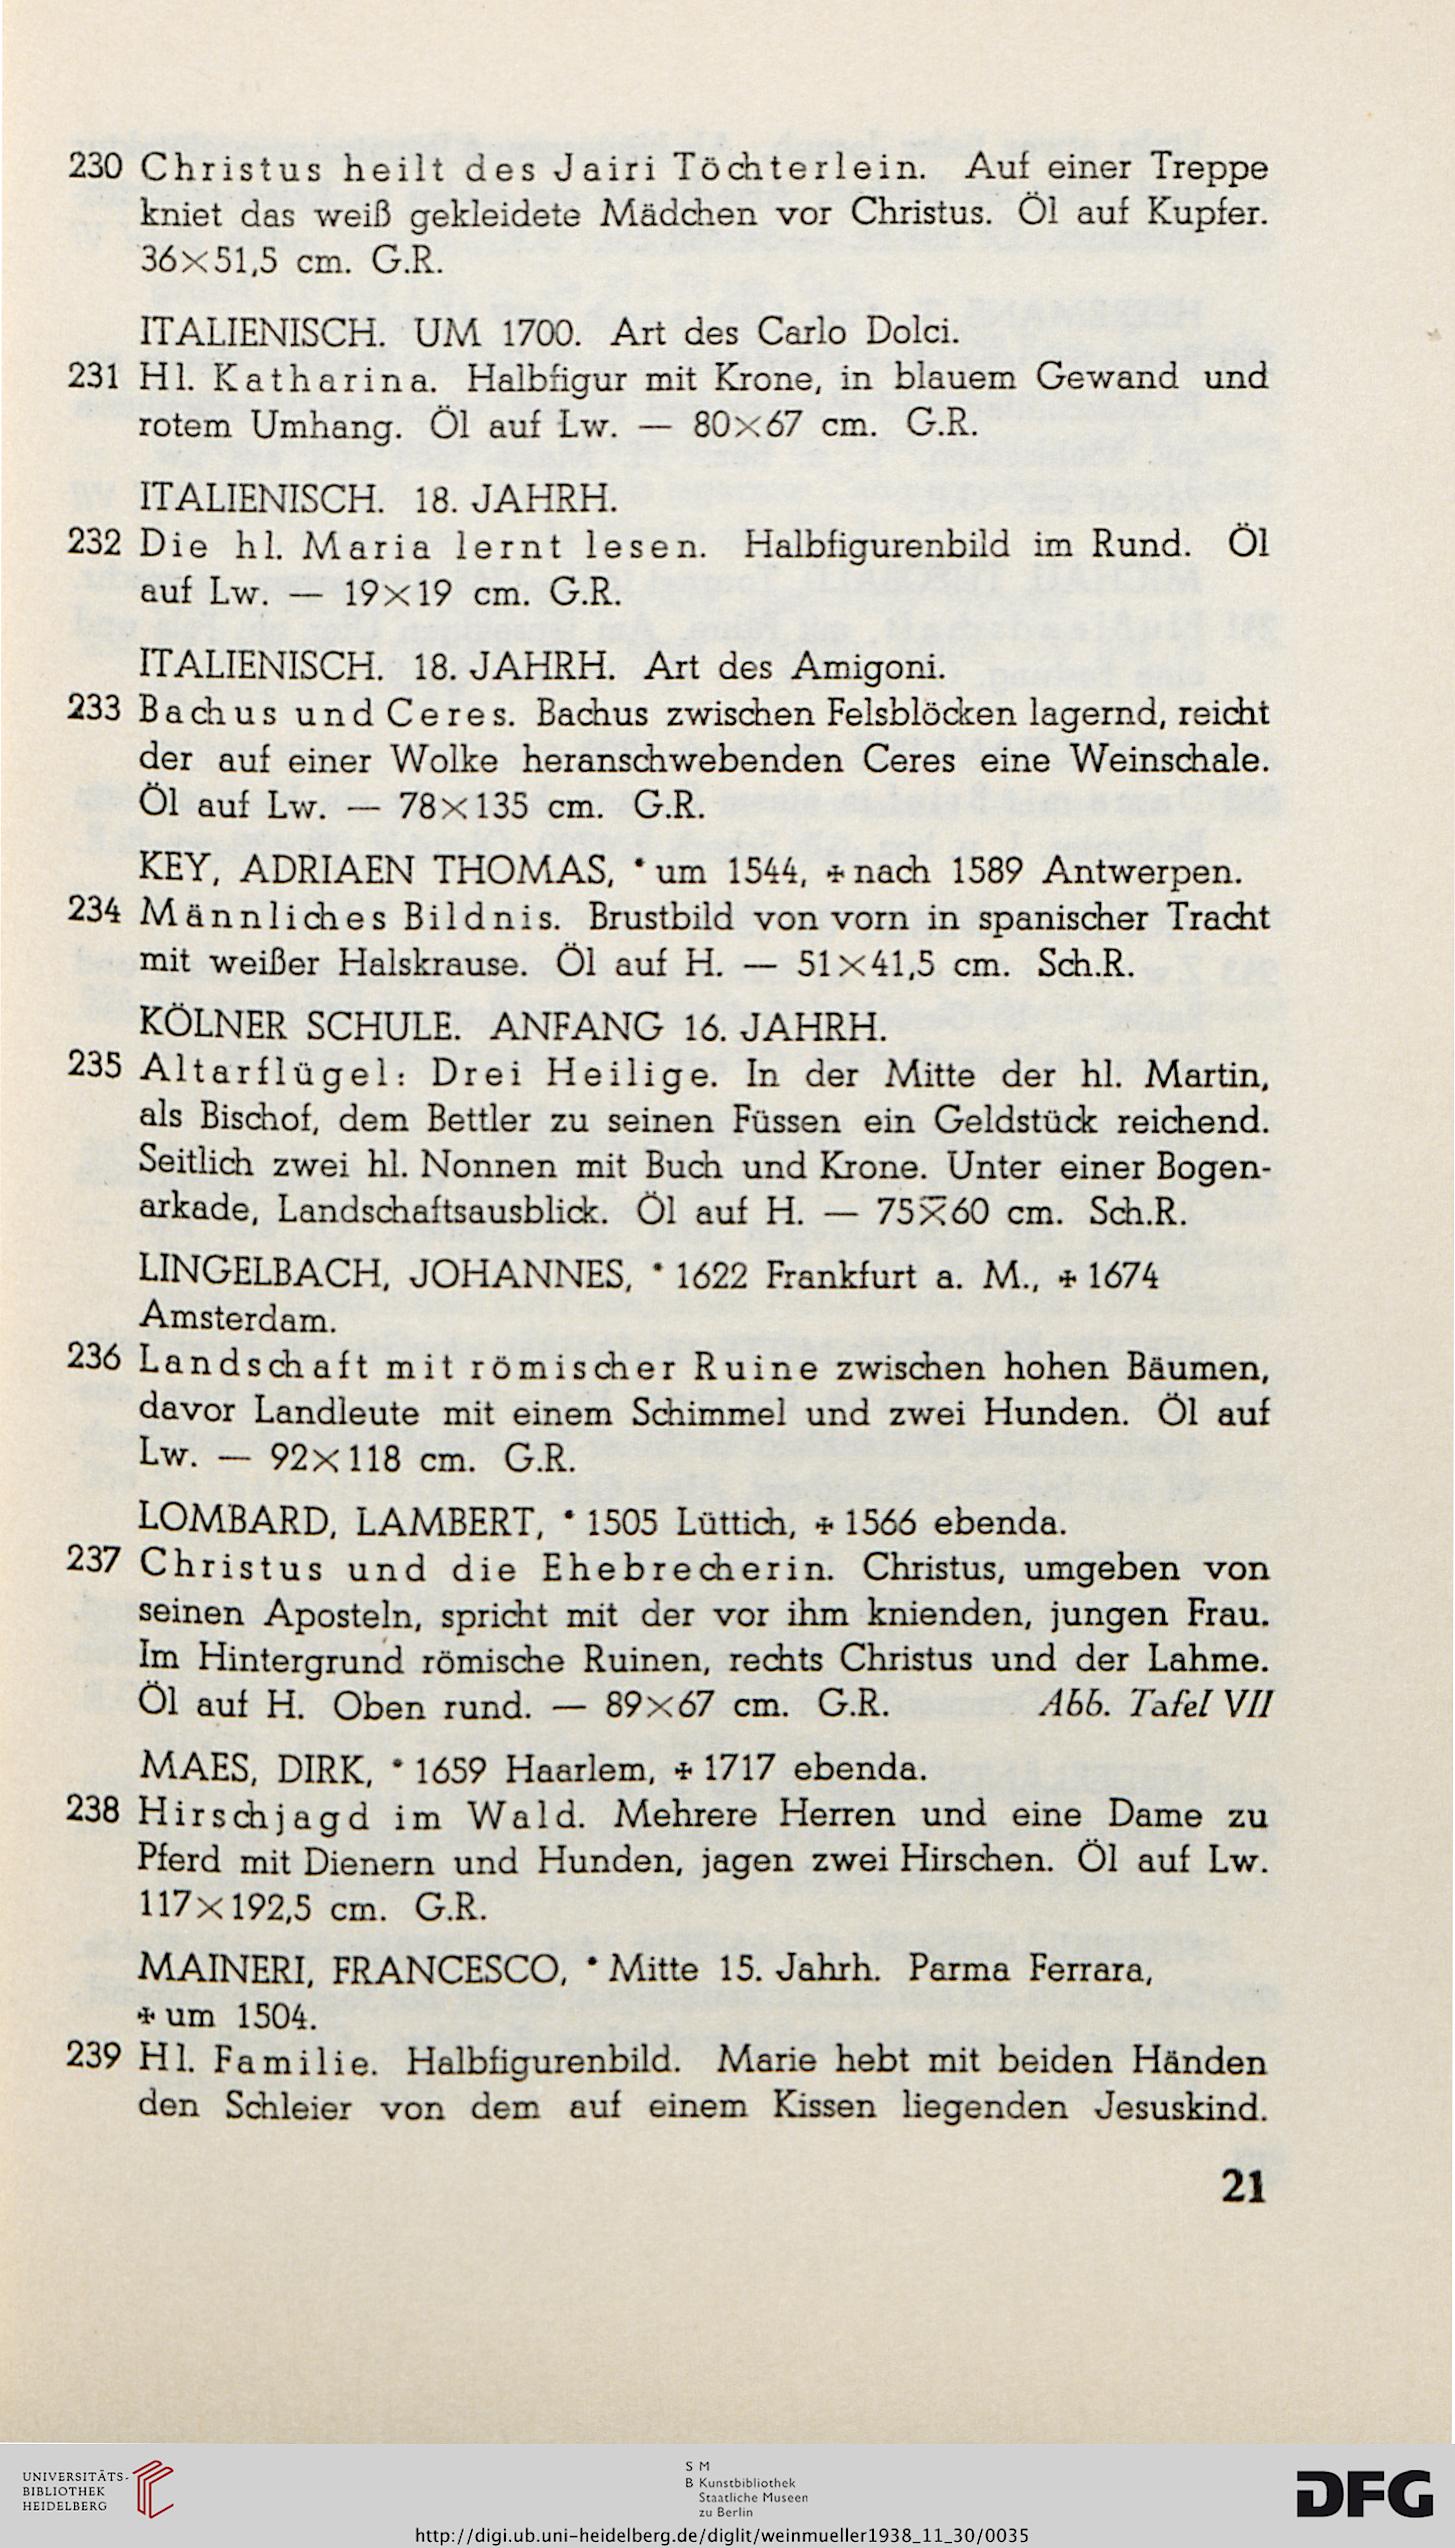 230 Christus heilt des Jairi Töchterlein. Auf einer Treppe
kniet das weiß gekleidete Mädchen vor Christus. Öl auf Kupfer.
36×51,5 cm. G.R.
ITALIENISCH. UM 1700. Art des Carlo Dolci.
231 Hl. Katharina. Halbfigur mit Krone, in blauem Gewand und
rotem Umhang. Öl auf Lw. — 80×67 cm. G.R.
ITALIENISCH. 18. JAHRH.
232 Die hl. Maria lernt lesen. Halbfigurenbild im Rund. Öl
auf Lw. — 19×19 cm. G.R.
ITALIENISCH. 18. JAHRH. Art des Amigoni.
233 Bachus und Ceres. Bachus zwischen Felsblöcken lagernd, reicht
der auf einer Wolke heranschwebenden Ceres eine Weinschale.
Öl auf Lw. — 78×135 cm. G.R.
KEY, ADRIAEN THOMAS, * um 1544, ✠ nach 1589 Antwerpen.
234 Männliches Bildnis. Brustbild von vorn in spanischer Tracht
mit weißer Halskrause. Öl auf H. — 51×41,5 cm. Sch.R.
KÖLNER SCHULE. ANFANG 16. JAHRH.
235 Altarflügel: Drei Heilige. In der Mitte der hl. Martin,
als Bischof, dem Bettler zu seinen Füssen ein Geldstück reichend.
Seitlich zwei hl. Nonnen mit Buch und Krone. Unter einer Bogen-
arkade, Landschaftsausblick. Öl auf H. — 75×60 cm. Sch.R.
LINGELBACH, JOHANNES, * 1622 Frankfurt a. M., ✠ 1674
Amsterdam.
236 Landschaft mit römischer Ruine zwischen hohen Bäumen,
davor Landleute mit einem Schimmel und zwei Hunden. Öl auf
Lw. — 92×118 cm. G.R.
LOMBARD, LAMBERT, * 1505 Lüttich, ✠ 1566 ebenda.
237 Christus und die Ehebrecherin. Christus, umgeben von
seinen Aposteln, spricht mit der vor ihm knienden, jungen Frau.
Im Hintergrund römische Ruinen, rechts Christus und der Lahme.
Öl auf H. Oben rund. — 89×67 cm. G.R. Abb. Tafel VII
MAES, DIRK, * 1659 Haarlem, ✠ 1717 ebenda.
238 Hirschjagd im Wald. Mehrere Herren und eine Dame zu
Pferd mit Dienern und Hunden, jagen zwei Hirschen. Öl auf Lw.
117×192,5 cm. G.R.
MAINERI, FRANCESCO, * Mitte 15. Jahrh. Parma Ferrara,
✠ um 1504.
239 Hl. Familie. Halbfigurenbild. Marie hebt mit beiden Händen
den Schleier von dem auf einem Kissen liegenden Jesuskind.
21
UNIVERSITÄTS-
BIBLIOTHEK
HEIDELBERG
S M
B Kunstbibliothek
Staatliche Museen
zu Berlin
DFG
http://digi.ub.uni-heidelberg.de/diglit/weinmueller1938_11_30/0035